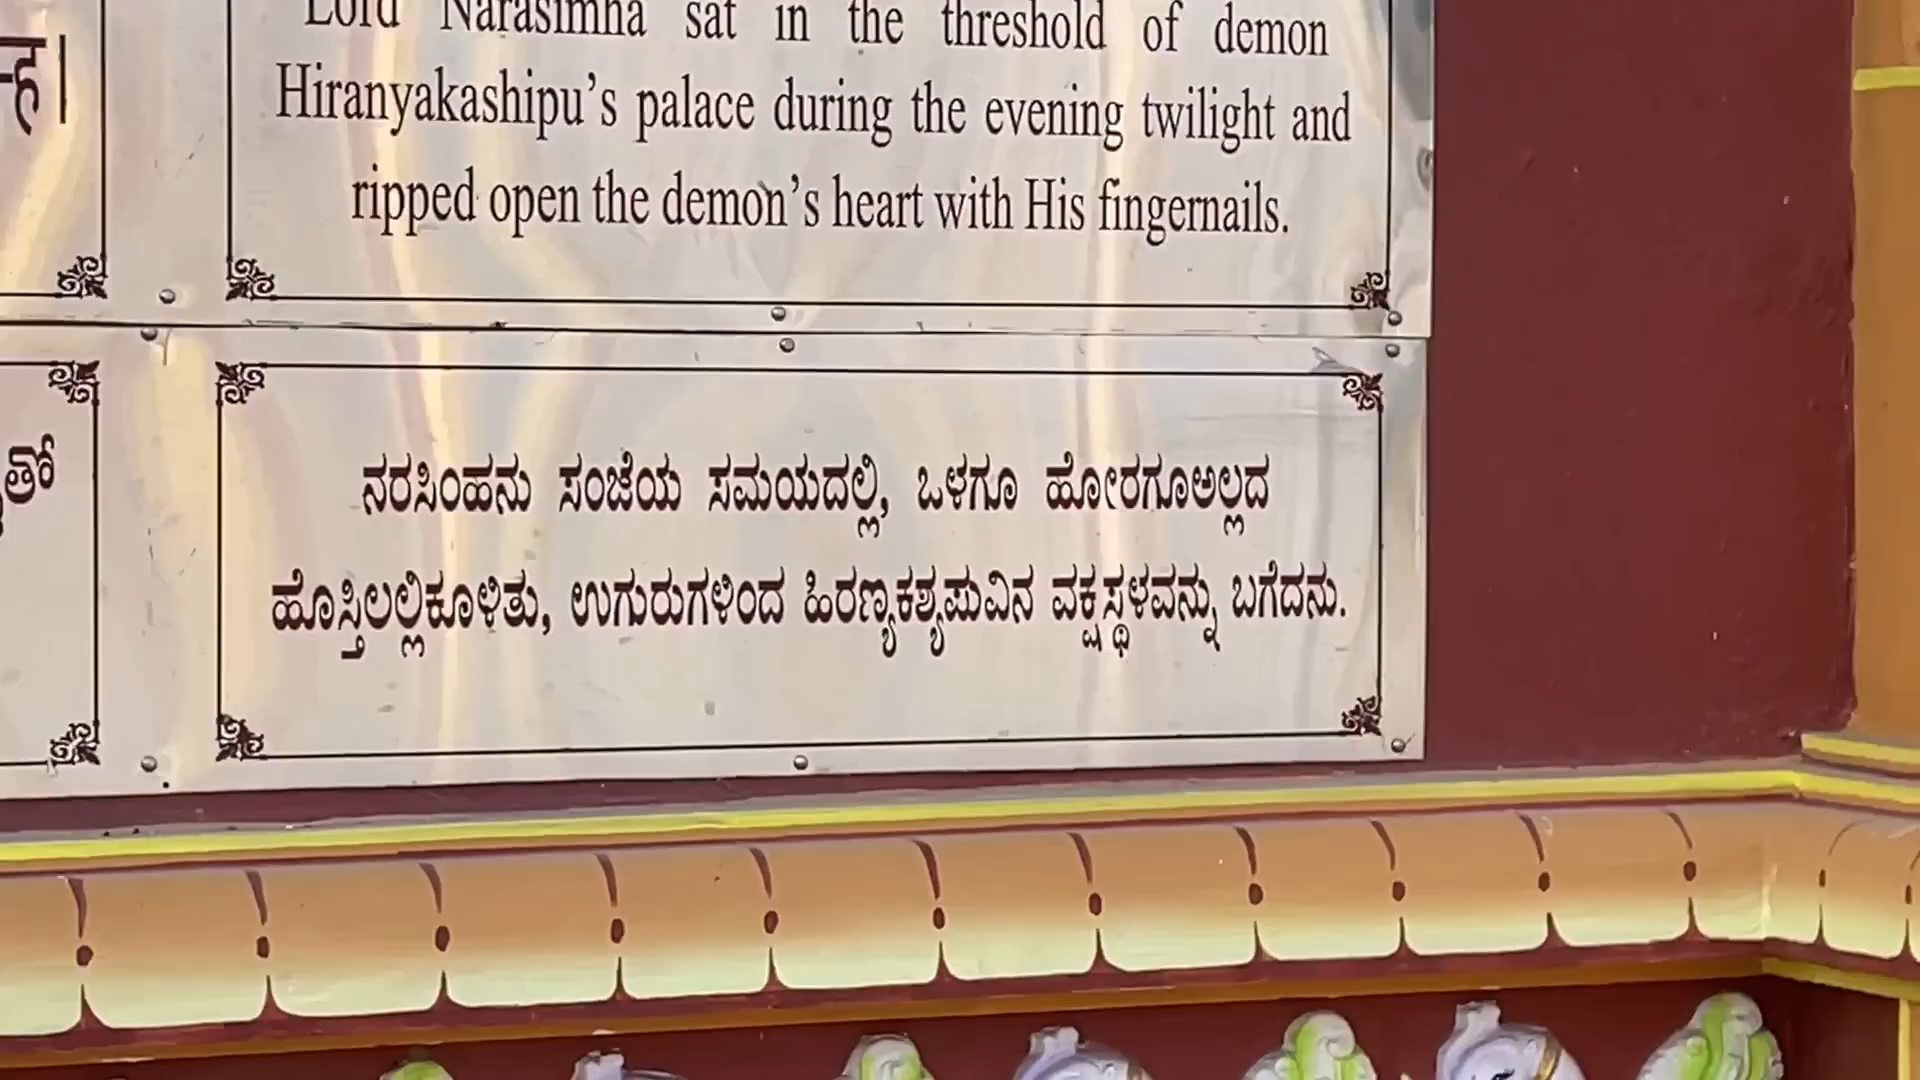 Lord Narasimha sat in the threshold of demon
Hiranyakashipu's palace during the evening twilight and
ripped open the demon's heart with His fingernails.
ನರಸಿಂಹನು ಸಂಜೆಯ ಸಮಯದಲ್ಲಿ, ಒಳಗೂ ಹೋರಗೂಅಲ್ಲದ
ಹೊಸ್ತಿಲಲ್ಲಿಕೂಳಿತು, ಉಗುರುಗಳಿಂದ ಹಿರಣ್ಯಕಶ್ಯಪುವಿನ ವಕ್ಷಸ್ಥಳವನ್ನು ಬಗೆದನು.